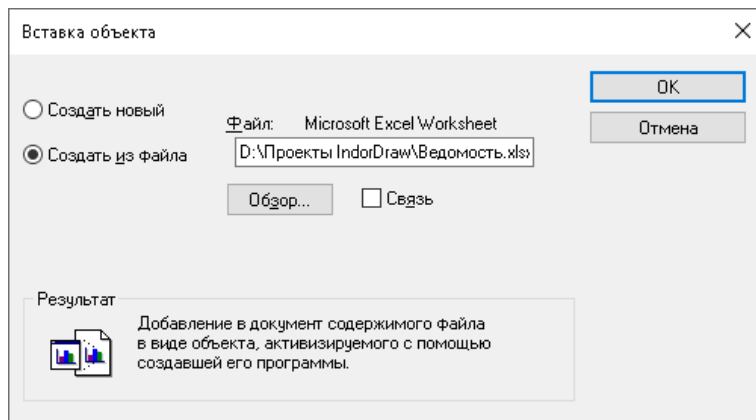 Вставка объекта
Создать новый
Создать из файла
Файл: Microsoft Excel Worksheet
D:\Проекты IndorDraw\Ведомость.xls
Обзор...
Связь
OK
Отмена
Результат
Добавление в документ содержимого файла
в виде объекта, активизируемого с помощью
создавшей его программы.